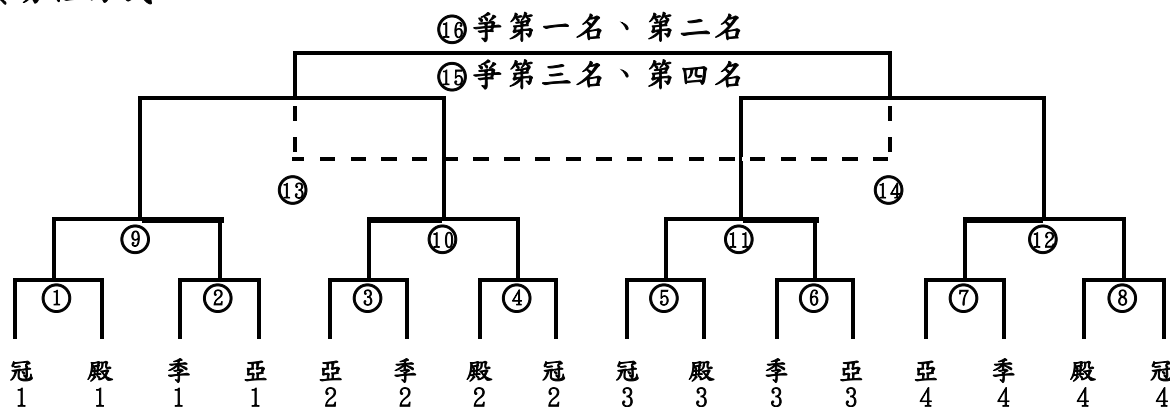 ⑯爭第一名、第二名
⑮爭第三名、第四名
⑬ ⑭
⑨ ⑩ ⑪ ⑫
① ② ③ ④ ⑤ ⑥ ⑦ ⑧
冠 殿 季 亞 亞 季 殿 冠 冠 殿 季 亞 亞 季 殿 冠
1 1 1 1 2 2 2 2 3 3 3 3 4 4 4 4